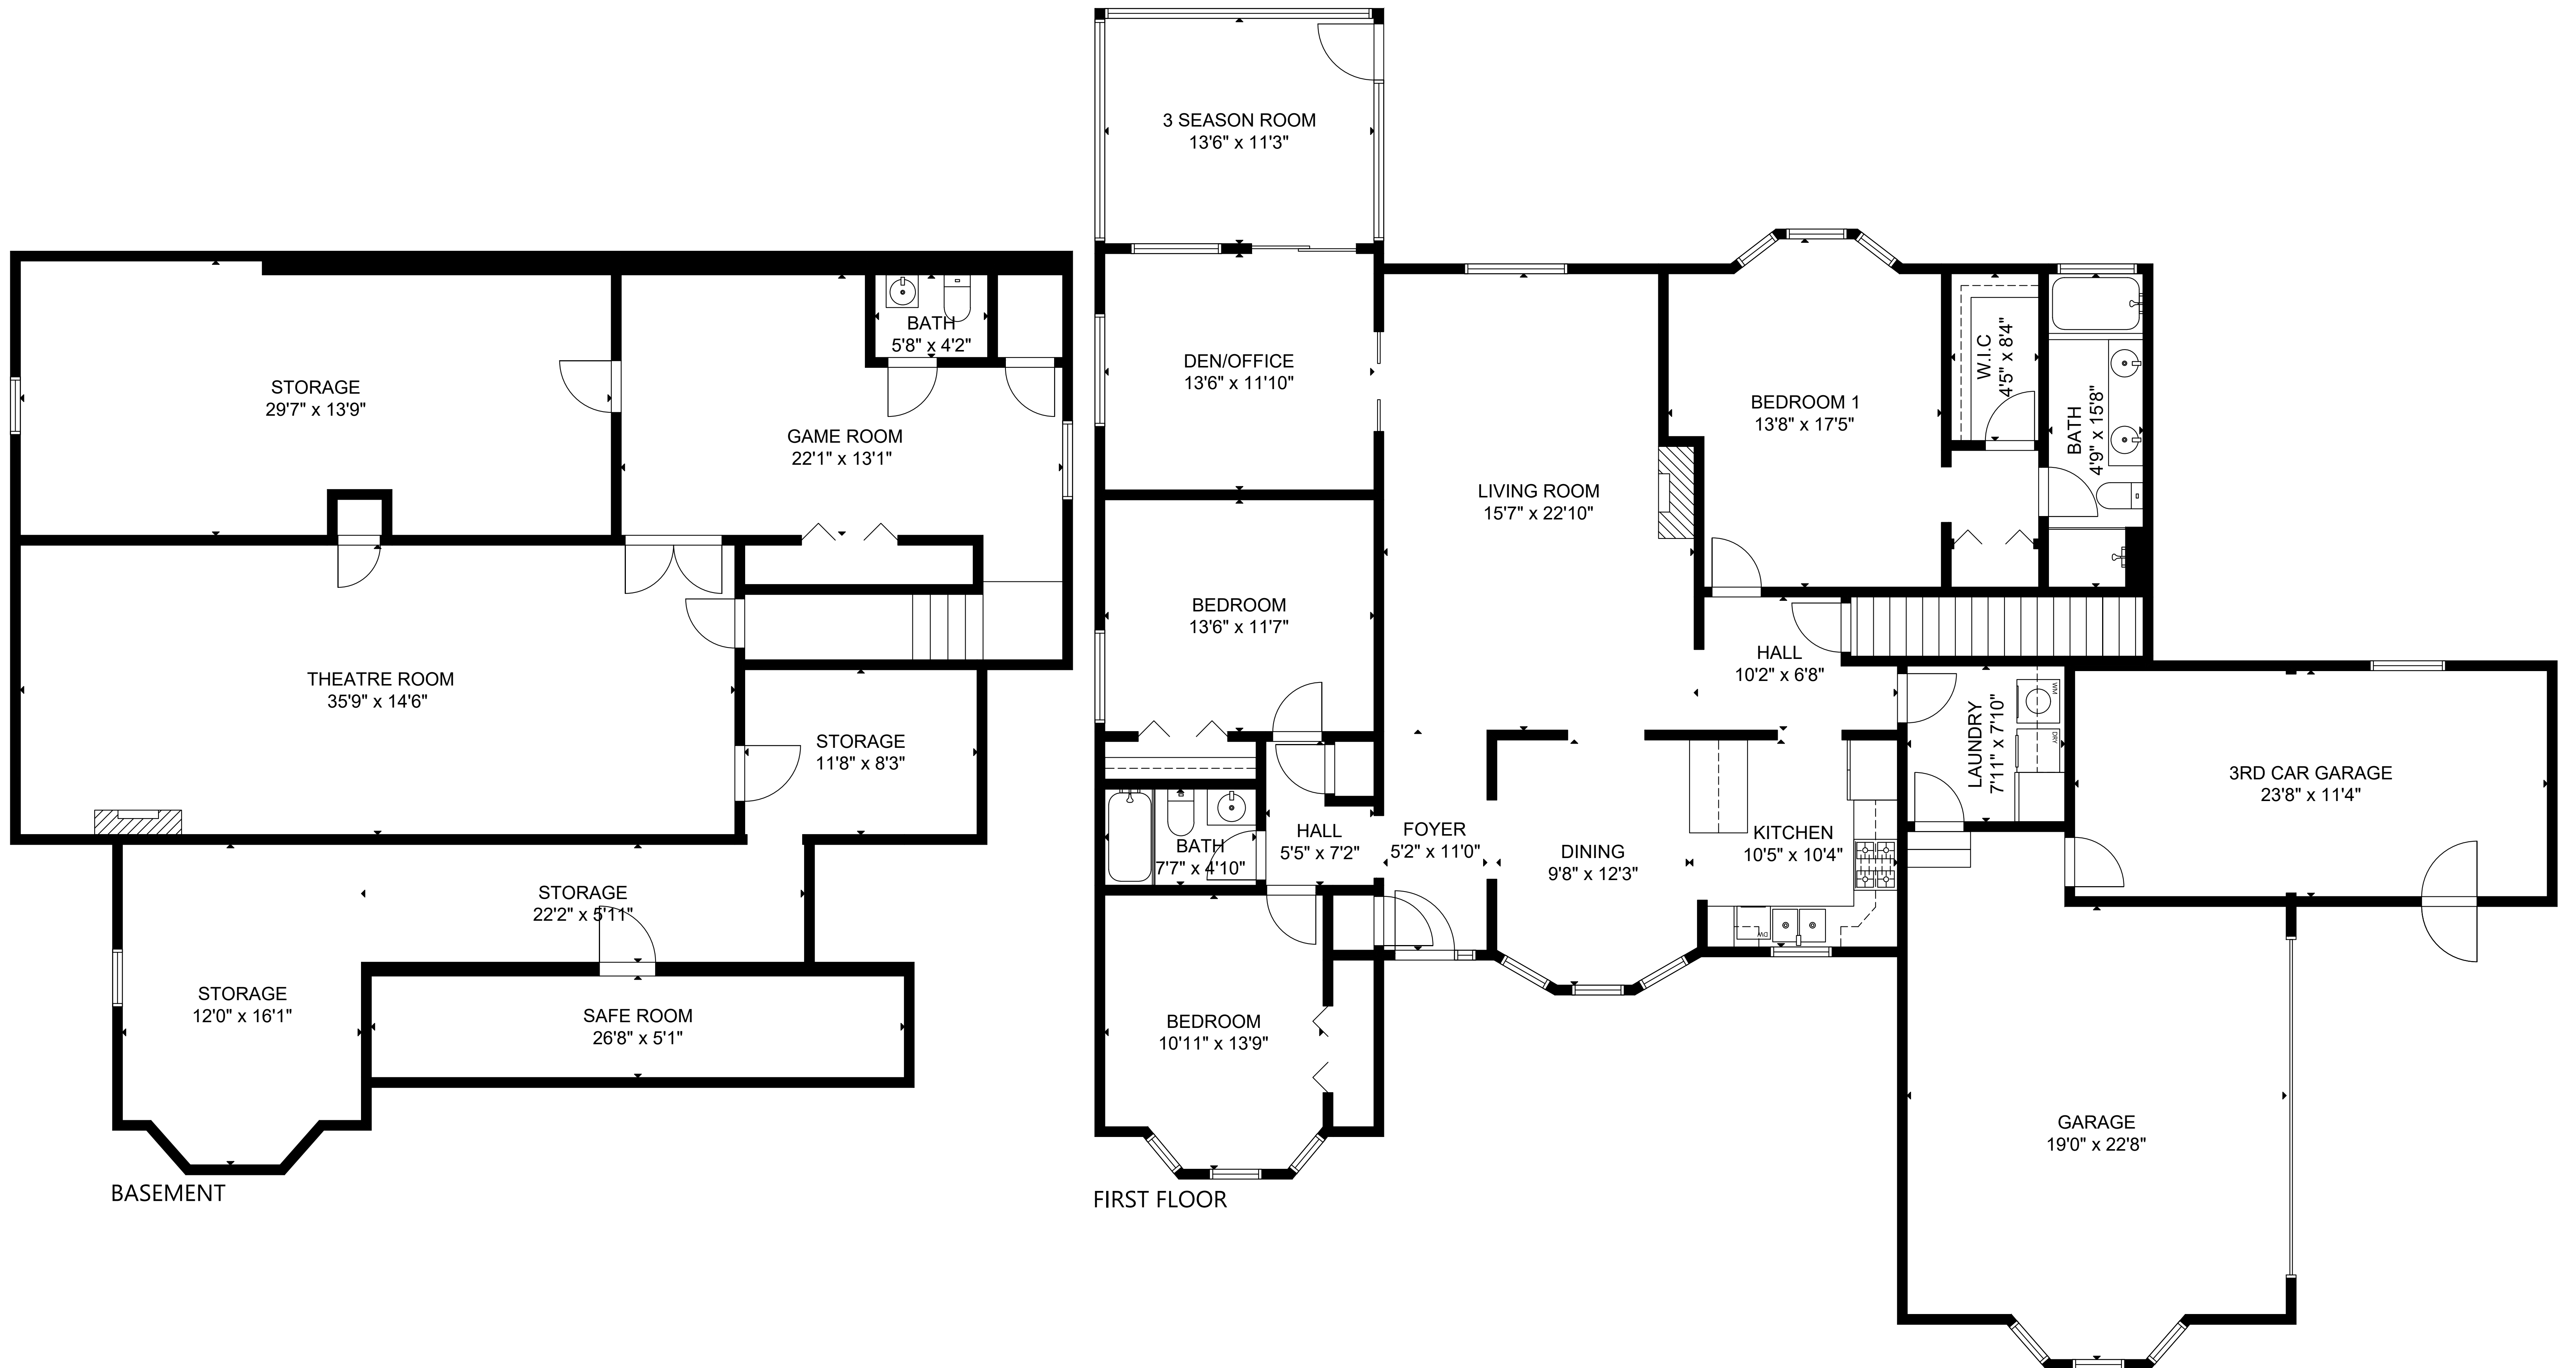 STORAGE
29'7" x 13'9"
BATH
5'8" x 4'2"
GAME ROOM
22'1" x 13'1"
THEATRE ROOM
35'9" x 14'6"
STORAGE
11'8" x 8'3"
STORAGE
22'2" x 5'11"
STORAGE
12'0" x 16'1"
SAFE ROOM
26'8" x 5'1"
BASEMENT
3 SEASON ROOM
13'6" x 11'3"
DEN/OFFICE
13'6" x 11'10"
LIVING ROOM
15'7" x 22'10"
BEDROOM 1
13'8" x 17'5"
W.I.C
4'5" x 8'4"
BATH
4'9" x 15'8"
BEDROOM
13'6" x 11'7"
HALL
10'2" x 6'8"
LAUNDRY
7'11" x 7'10"
WM
DRY
3RD CAR GARAGE
23'8" x 11'4"
BATH
7'7" x 4'10"
HALL
5'5" x 7'2"
FOYER
5'2" x 11'0"
DINING
9'8" x 12'3"
KITCHEN
10'5" x 10'4"
DW
BEDROOM
10'11" x 13'9"
GARAGE
19'0" x 22'8"
FIRST FLOOR